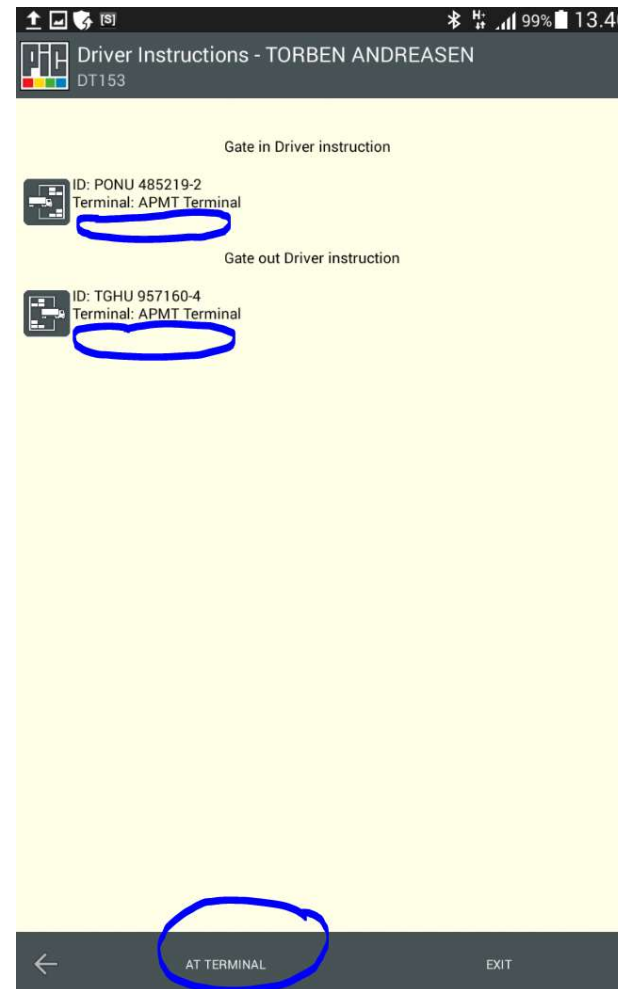 [S] H+ 99% 13.4
Driver Instructions - TORBEN ANDREASEN
DT153
Gate in Driver instruction
ID: PONU 485219-2
Terminal: APMT Terminal
Gate out Driver instruction
ID: TGHU 957160-4
Terminal: APMT Terminal
AT TERMINAL EXIT